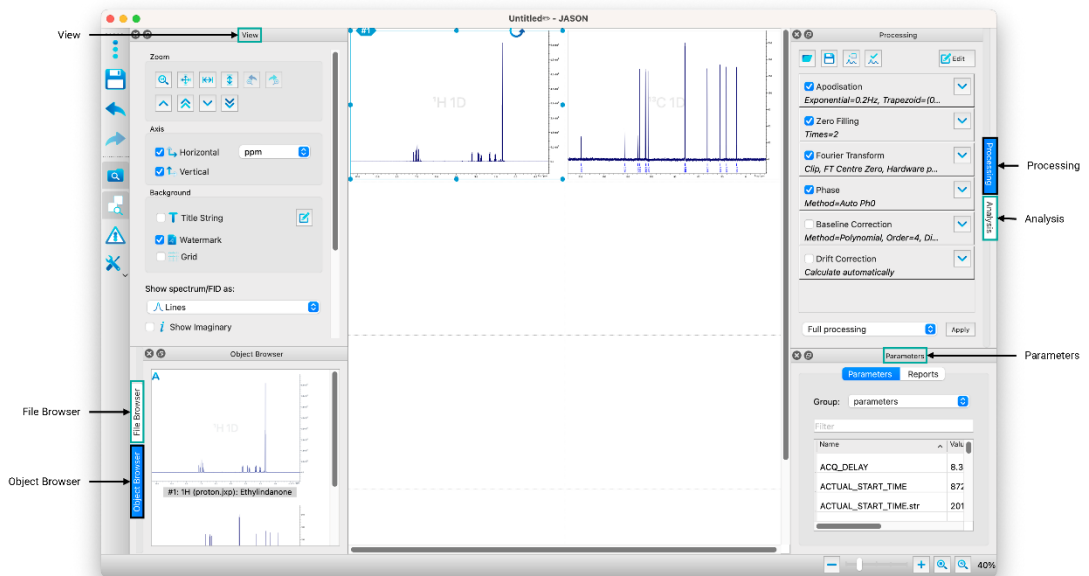 Untitled - JASON
View
View
Zoom
Axis
Horizontal
ppm
Vertical
Background
Title String
Watermark
Grid
Show spectrum/FID as:
Lines
Show Imaginary
Object Browser
File Browser
File Browser
Object Browser
Object Browser
A
1H 1D
#1: 1H (proton.jxp): Ethylindanone
#1
1H 1D
13C 1D
Processing
Edit
Apodisation
Exponential=0.2Hz, Trapezoid=(0...
Zero Filling
Times=2
Fourier Transform
Clip, FT Centre Zero, Hardware p...
Phase
Method=Auto Ph0
Baseline Correction
Method=Polynomial, Order=4, Di...
Drift Correction
Calculate automatically
Full processing
Apply
Processing
Processing
Analysis
Analysis
Parameters
Parameters
Parameters
Reports
Group:
parameters
Filter
Name
Valu
ACQ_DELAY
8.3
ACTUAL_START_TIME
872
ACTUAL_START_TIME.str
201
40%